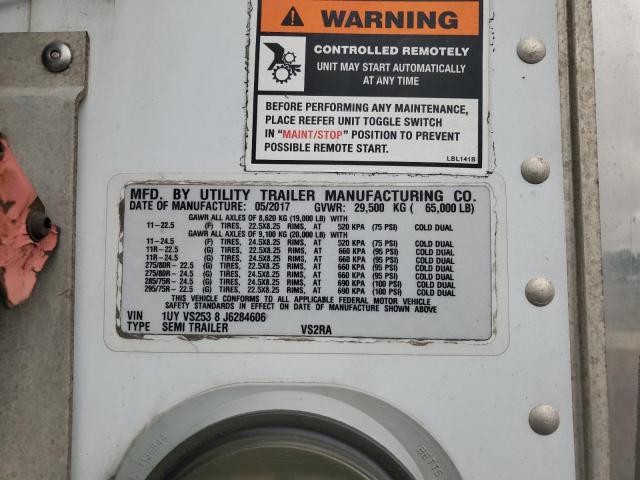 WARNING
CONTROLLED REMOTELY
UNIT MAY START AUTOMATICALLY
AT ANY TIME
BEFORE PERFORMING ANY MAINTENANCE,
PLACE REEFER UNIT TOGGLE SWITCH
IN "MAINT/STOP" POSITION TO PREVENT
POSSIBLE REMOTE START.
LBL141B
MFD. BY UTILITY TRAILER MANUFACTURING CO.
DATE OF MANUFACTURE: 05/2017 GVWR: 29,500 KG ( 65,000 LB)
GAWR ALL AXLES OF 8,620 KG (19,000 LB) WITH
11-22.5 (F) TIRES, 22.5X8.25 RIMS, AT 520 KPA (75 PSI) COLD DUAL
GAWR ALL AXLES OF 9,100 KG (20,000 LB) WITH
11-24.5 (F) TIRES, 24.5X8.25 RIMS, AT 520 KPA (75 PSI) COLD DUAL
11R-22.5 (G) TIRES, 22.5X8.25 RIMS, AT 660 KPA (95 PSI) COLD DUAL
11R-24.5 (G) TIRES, 24.5X8.25 RIMS, AT 660 KPA (95 PSI) COLD DUAL
275/80R-22.5 (G) TIRES, 22.5X8.25 RIMS, AT 660 KPA (95 PSI) COLD DUAL
275/80R-24.5 (G) TIRES, 24.5X8.25 RIMS, AT 660 KPA (95 PSI) COLD DUAL
285/75R-24.5 (G) TIRES, 24.5X8.25 RIMS, AT 690 KPA (100 PSI) COLD DUAL
295/75R-22.5 (G) TIRES, 22.5X8.25 RIMS, AT 690 KPA (100 PSI) COLD DUAL
THIS VEHICLE CONFORMS TO ALL APPLICABLE FEDERAL MOTOR VEHICLE
SAFETY STANDARDS IN EFFECT ON DATE OF MANUFACTURE SHOWN ABOVE
VIN 1UY VS253 8 J6284606
TYPE SEMI TRAILER VS2RA
BETTS